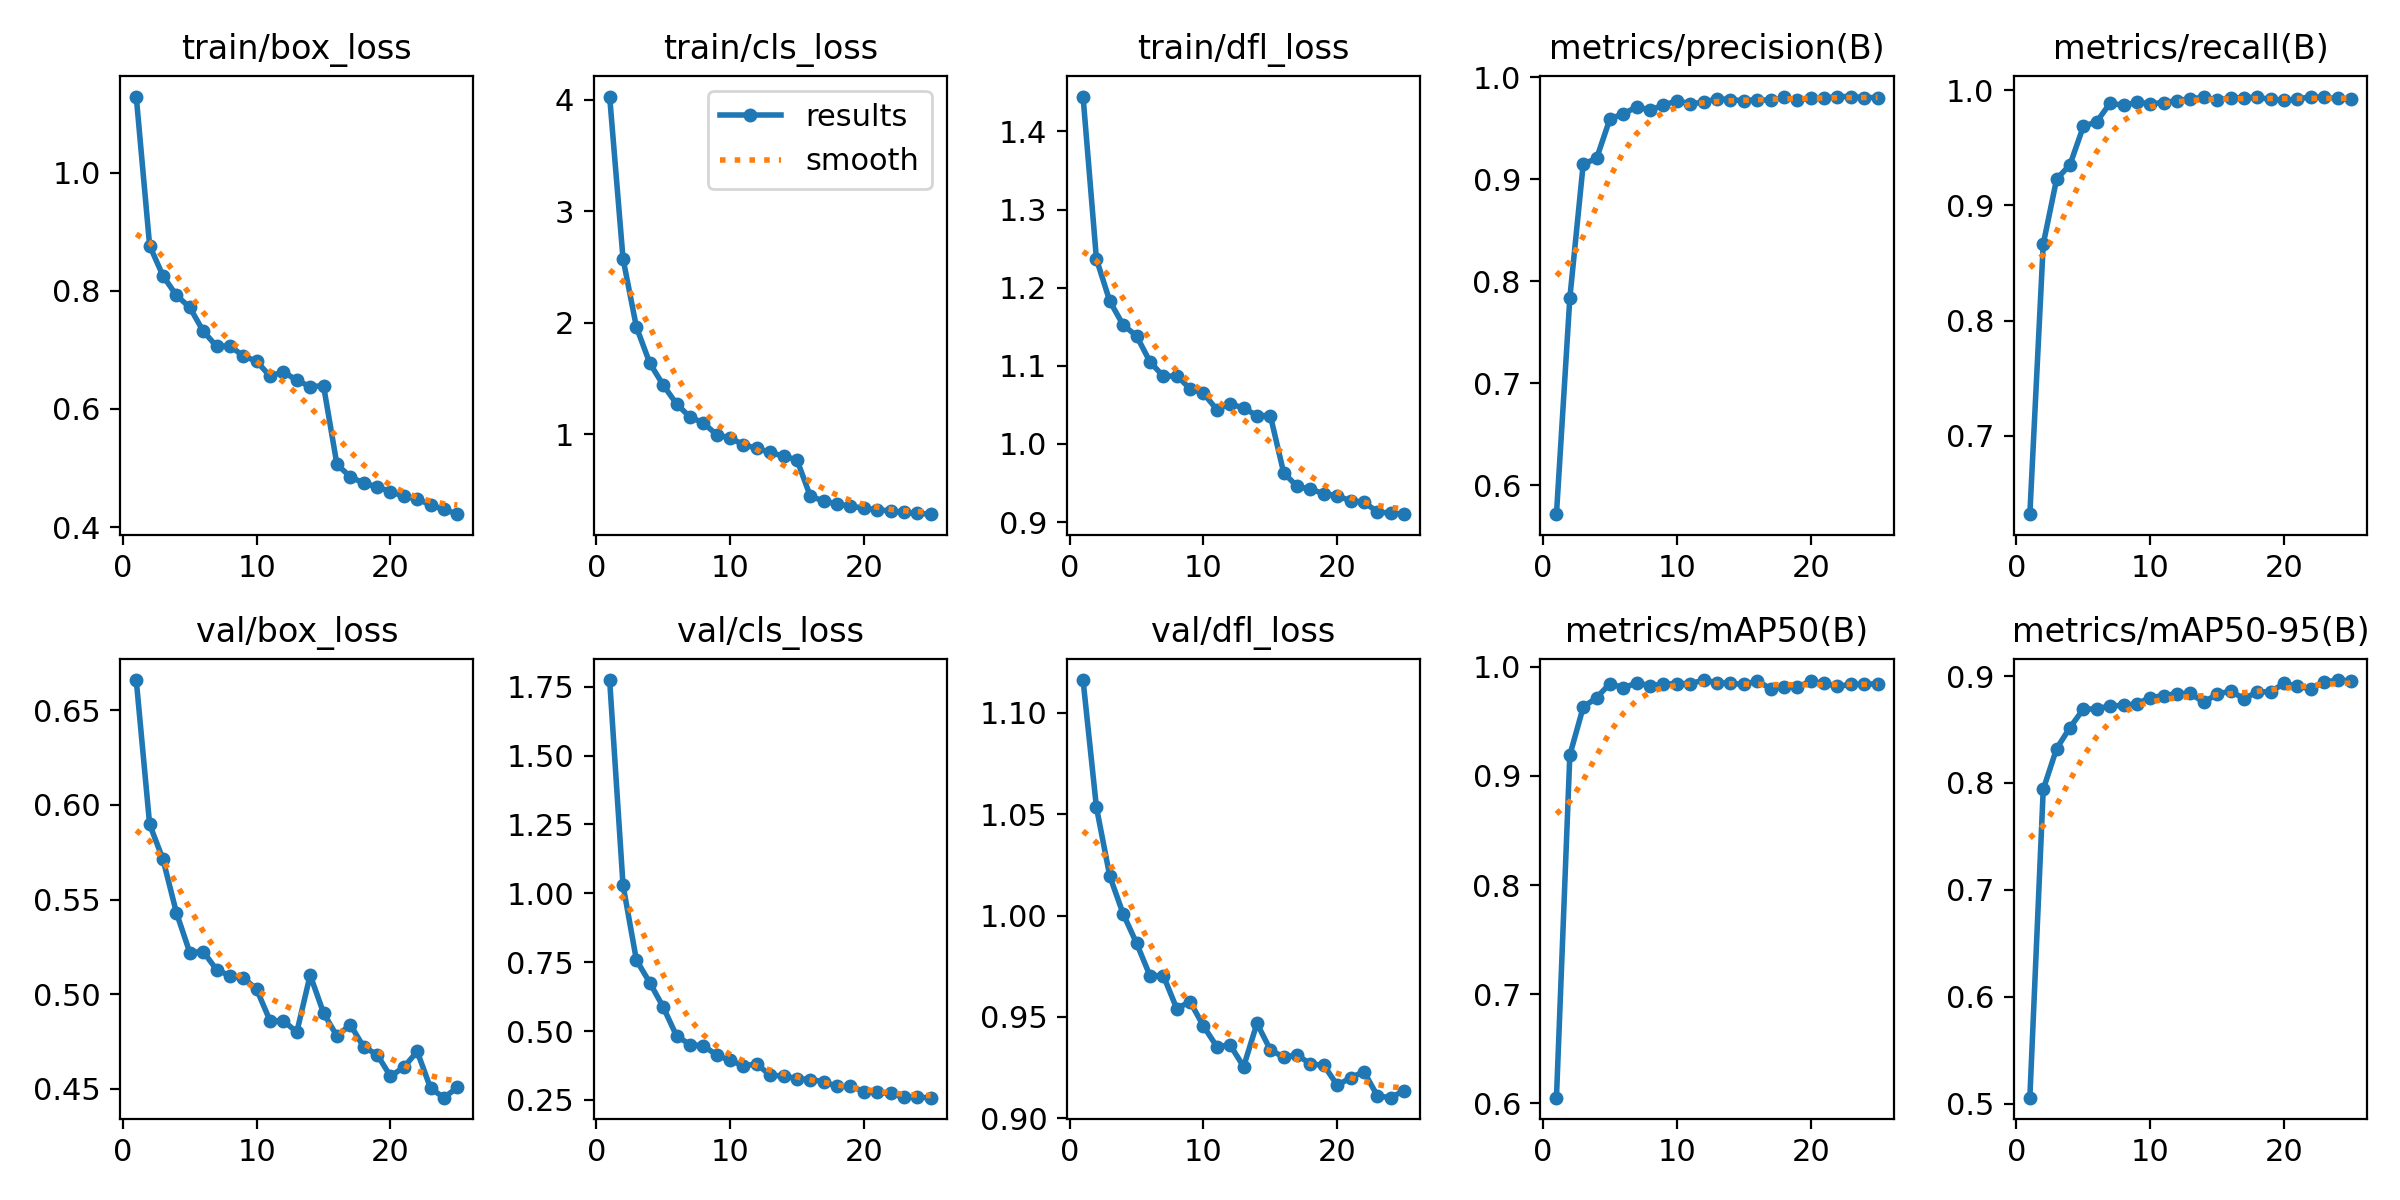 train/box_loss
1.0
0.8
0.6
0.4
0 10 20
train/cls_loss
results
smooth
4
3
2
1
0 10 20
train/dfl_loss
1.4
1.3
1.2
1.1
1.0
0.9
0 10 20
metrics/precision(B)
1.0
0.9
0.8
0.7
0.6
0 10 20
metrics/recall(B)
1.0
0.9
0.8
0.7
0 10 20
val/box_loss
0.65
0.60
0.55
0.50
0.45
0 10 20
val/cls_loss
1.75
1.50
1.25
1.00
0.75
0.50
0.25
0 10 20
val/dfl_loss
1.10
1.05
1.00
0.95
0.90
0 10 20
metrics/mAP50(B)
1.0
0.9
0.8
0.7
0.6
0 10 20
metrics/mAP50-95(B)
0.9
0.8
0.7
0.6
0.5
0 10 20